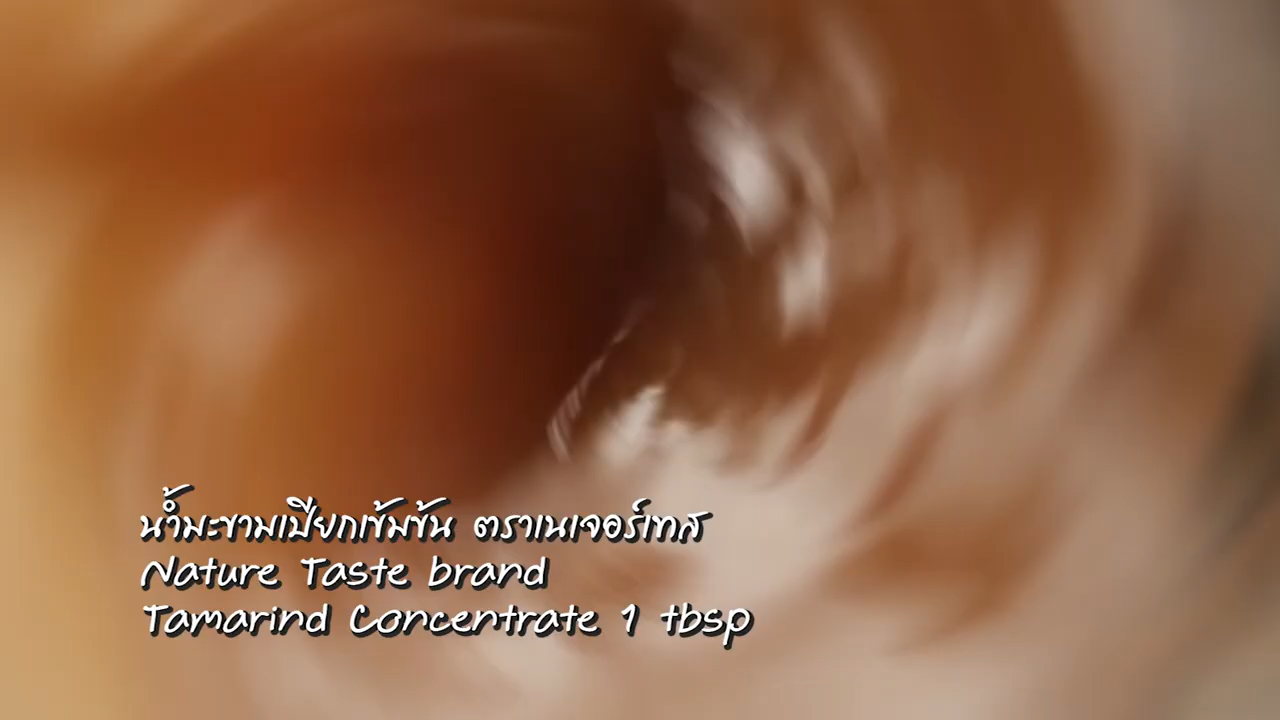 น้ำมะขามเปียกเข้มข้น ตราเนเจอร์เทส
Nature Taste brand
Tamarind Concentrate 1 tbsp